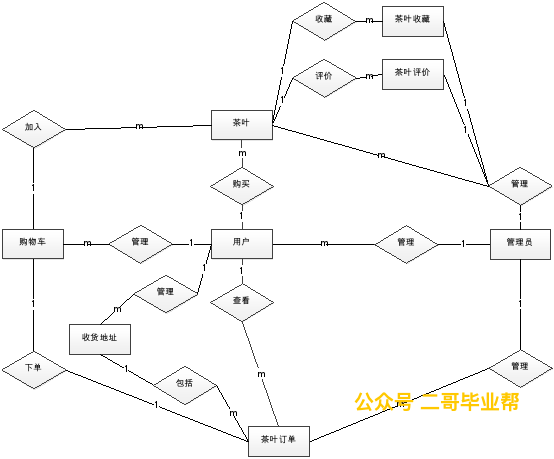 收藏
m
茶叶收藏
1
评价
m
茶叶评价
1
1
1
茶叶
加入
m
m
m
购买
管理
1
1
1
购物车
m
管理
1
用户
m
管理
1
管理员
1
1
管理
查看
m
1
1
收货地址
1
下单
包括
m
管理
1
m
m
公众号 二哥毕业帮
茶叶订单